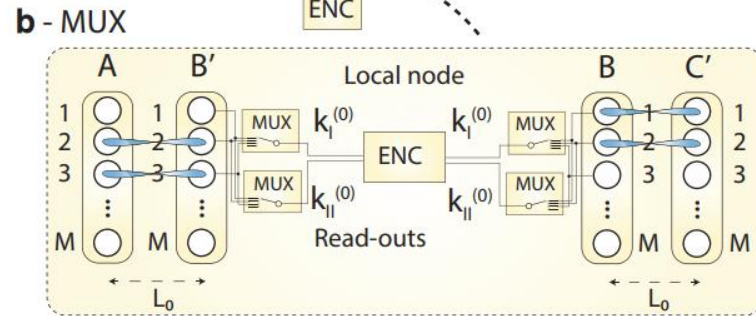 ENC
b - MUX
A B' Local node B C'
1 1 MUX k_I^(0) k_I^(0) MUX 1 1
2 2 ENC 2 2
3 3 MUX k_II^(0) k_II^(0) MUX 3 3
⋮ ⋮ Read-outs ⋮ ⋮
M M M M
L₀ L₀